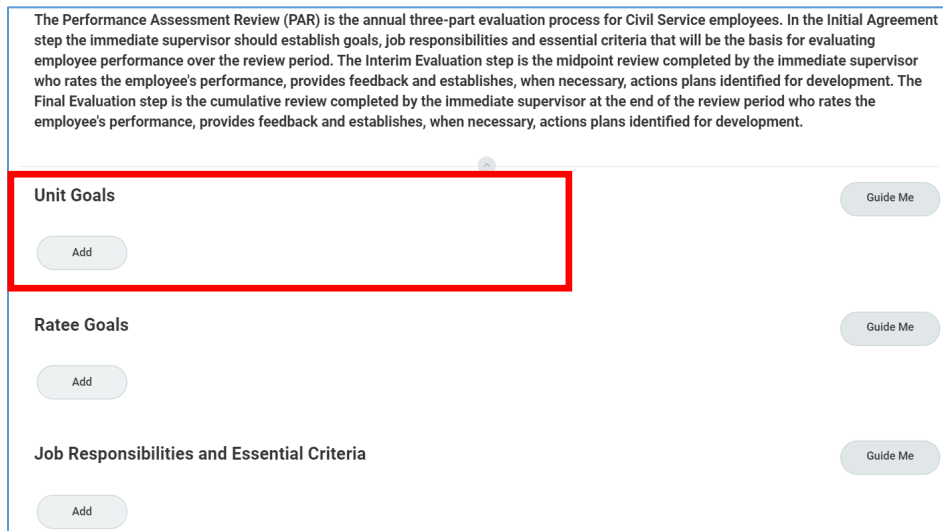 The Performance Assessment Review (PAR) is the annual three-part evaluation process for Civil Service employees. In the Initial Agreement
step the immediate supervisor should establish goals, job responsibilities and essential criteria that will be the basis for evaluating
employee performance over the review period. The Interim Evaluation step is the midpoint review completed by the immediate supervisor
who rates the employee's performance, provides feedback and establishes, when necessary, actions plans identified for development. The
Final Evaluation step is the cumulative review completed by the immediate supervisor at the end of the review period who rates the
employee's performance, provides feedback and establishes, when necessary, actions plans identified for development.
Unit Goals
Guide Me
Add
Ratee Goals
Guide Me
Add
Job Responsibilities and Essential Criteria
Guide Me
Add